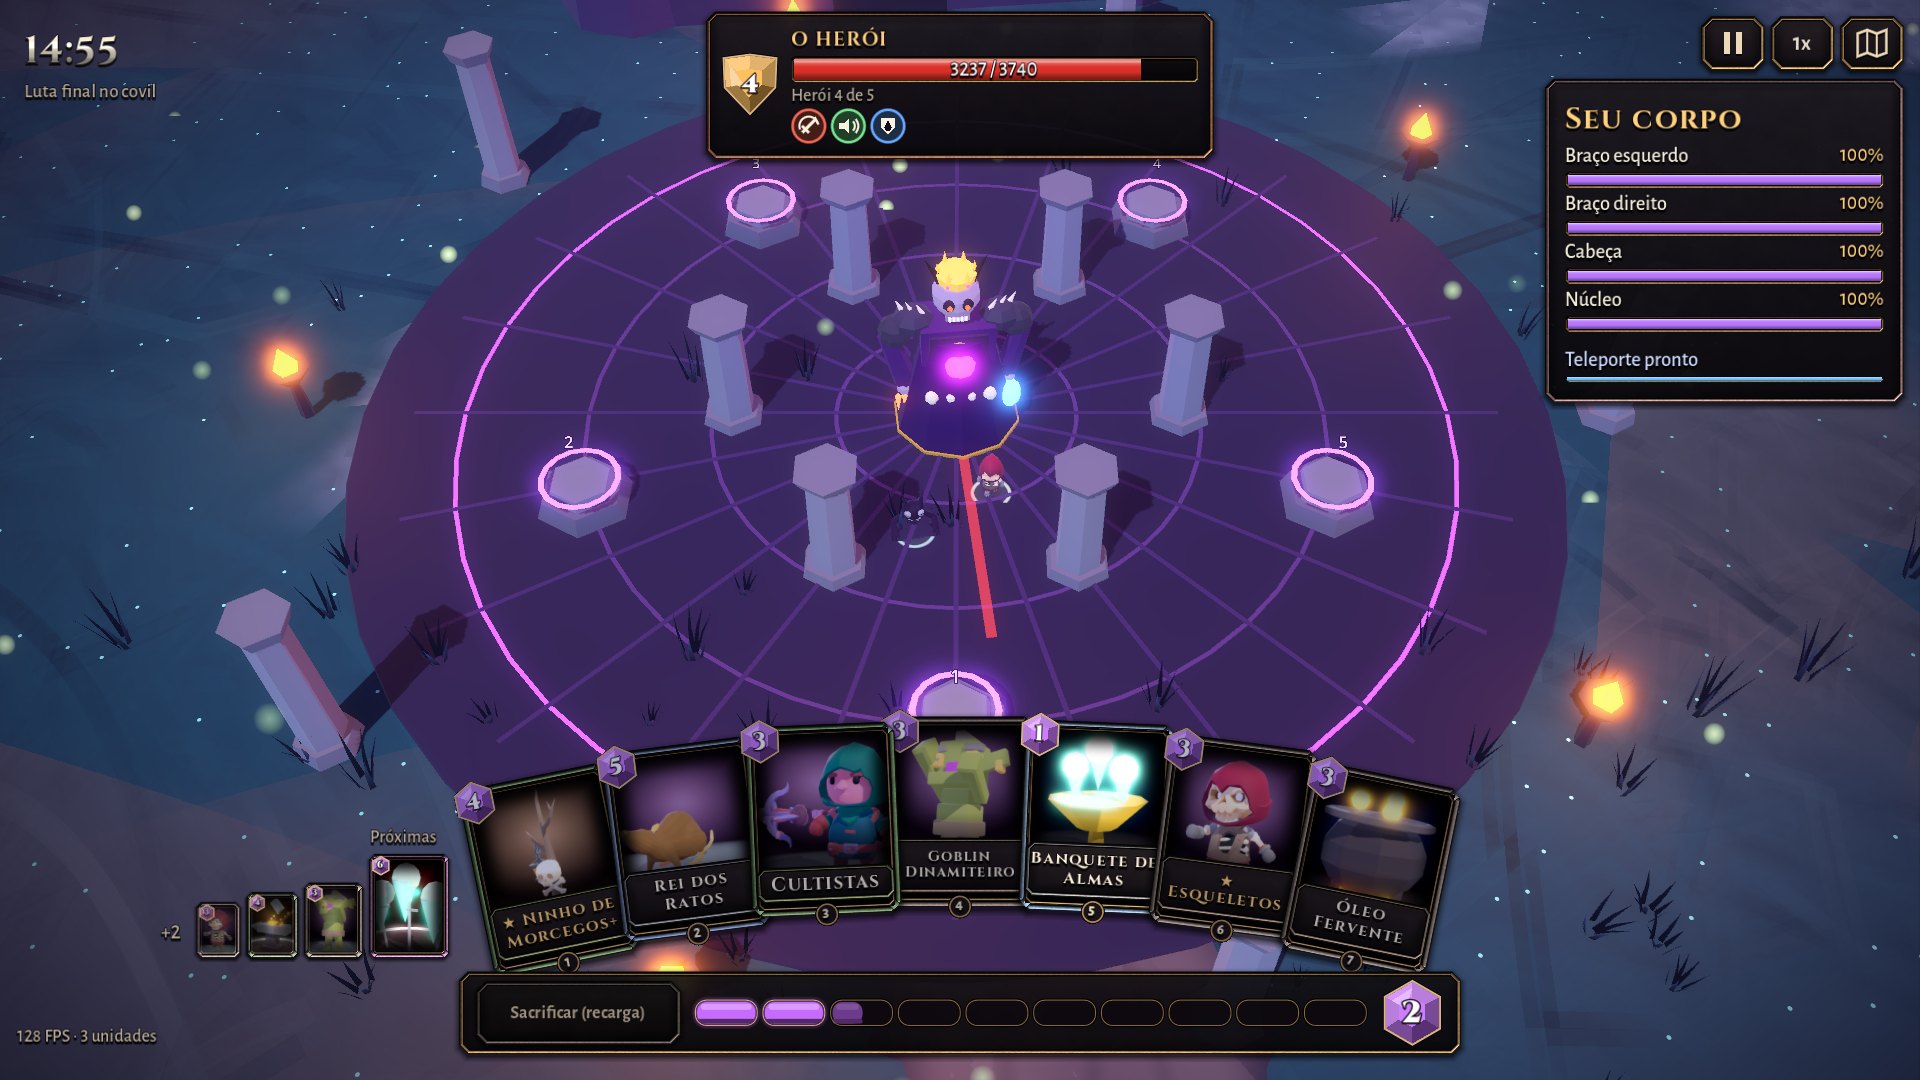 14:55
Luta final no covil
O HERÓI
4
3237/3740
Herói 4 de 5
1x
SEU CORPO
Braço esquerdo 100%
Braço direito 100%
Cabeça 100%
Núcleo 100%
Teleporte pronto
3
4
2
5
1
4
★ NINHO DE
MORCEGOS+
1
5
REI DOS
RATOS
2
3
CULTISTAS
3
3
GOBLIN
DINAMITEIRO
4
1
BANQUETE DE
ALMAS
5
3
★
ESQUELETOS
6
3
ÓLEO
FERVENTE
7
Próximas
+2
4
3
6
Sacrificar (recarga)
2
128 FPS · 3 unidades